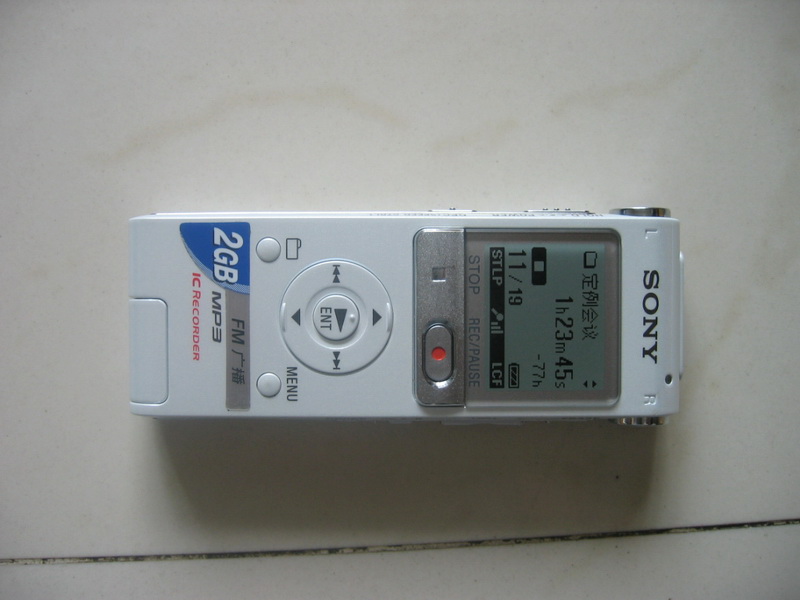 L
SONY
R
定例会议
1h23m45s
-77h
11/19
STLP
LCF
STOP
REC/PAUSE
ENT
MENU
2GB
FM 广播
MP3
IC RECORDER